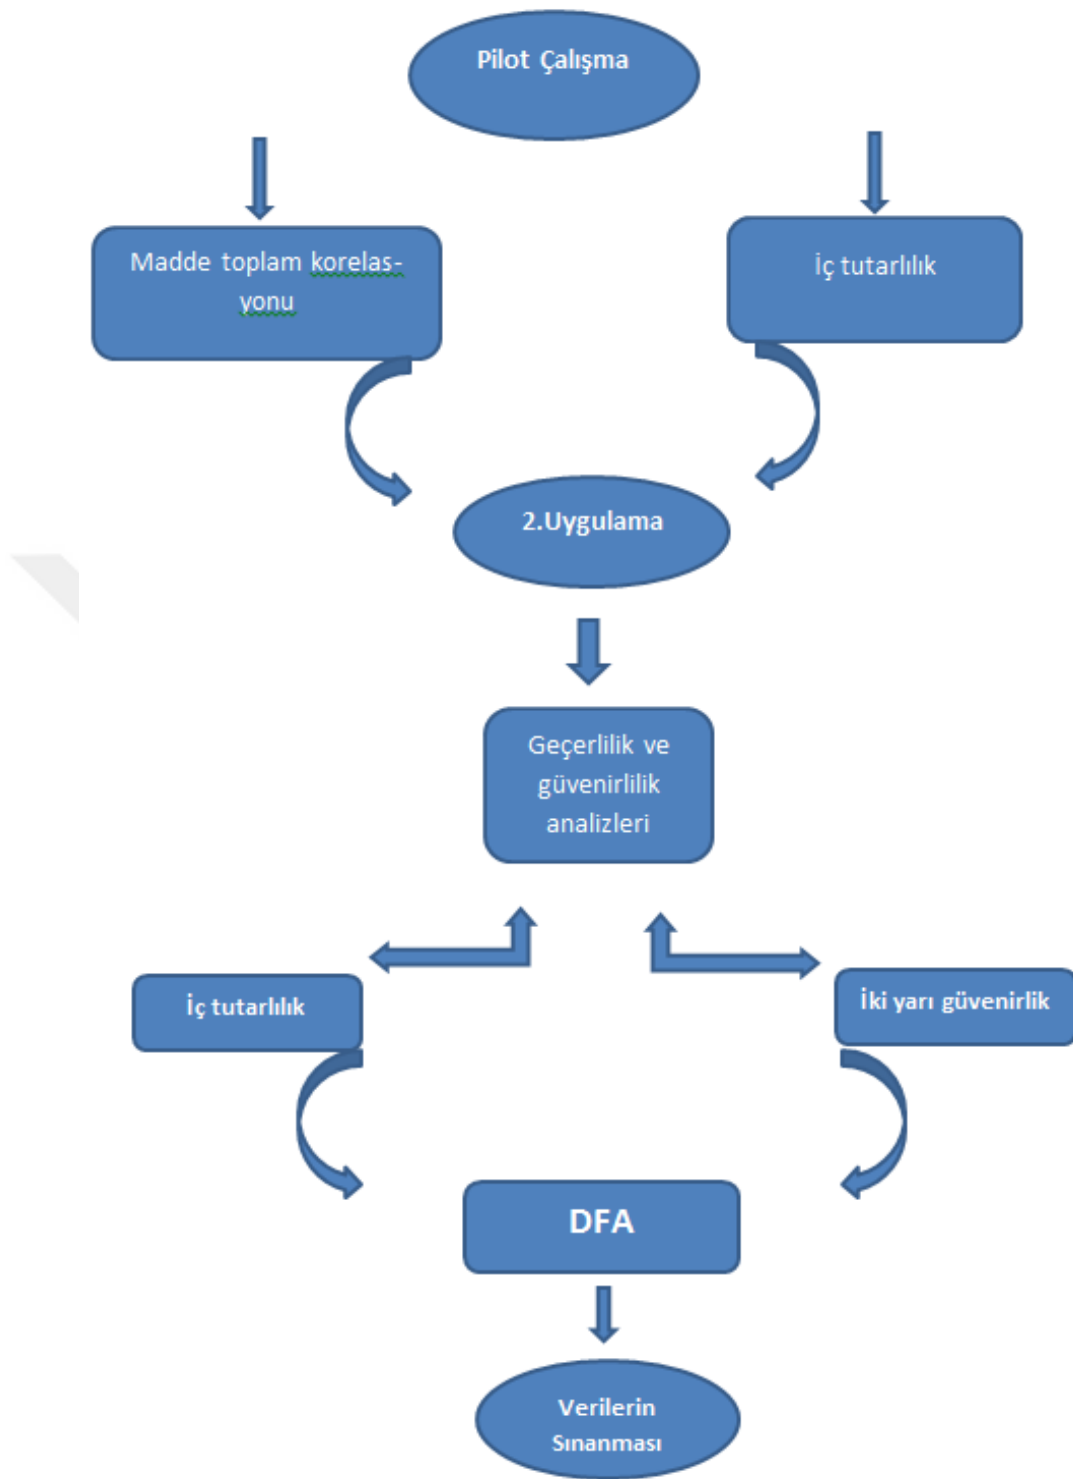 Pilot Çalışma
Madde toplam korelas-
yonu
İç tutarlılık
2.Uygulama
Geçerlilik ve
güvenirlilik
analizleri
İç tutarlılık
İki yarı güvenirlik
DFA
Verilerin
Sınanması